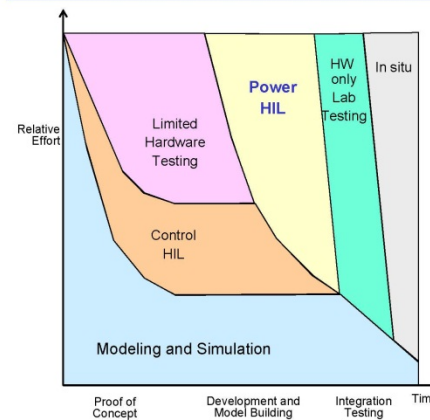 Relative
Effort
Limited
Hardware
Testing
Power
HIL
HW
only
Lab
Testing
In situ
Control
HIL
Modeling and Simulation
Proof of
Concept
Development and
Model Building
Integration
Testing
Tim